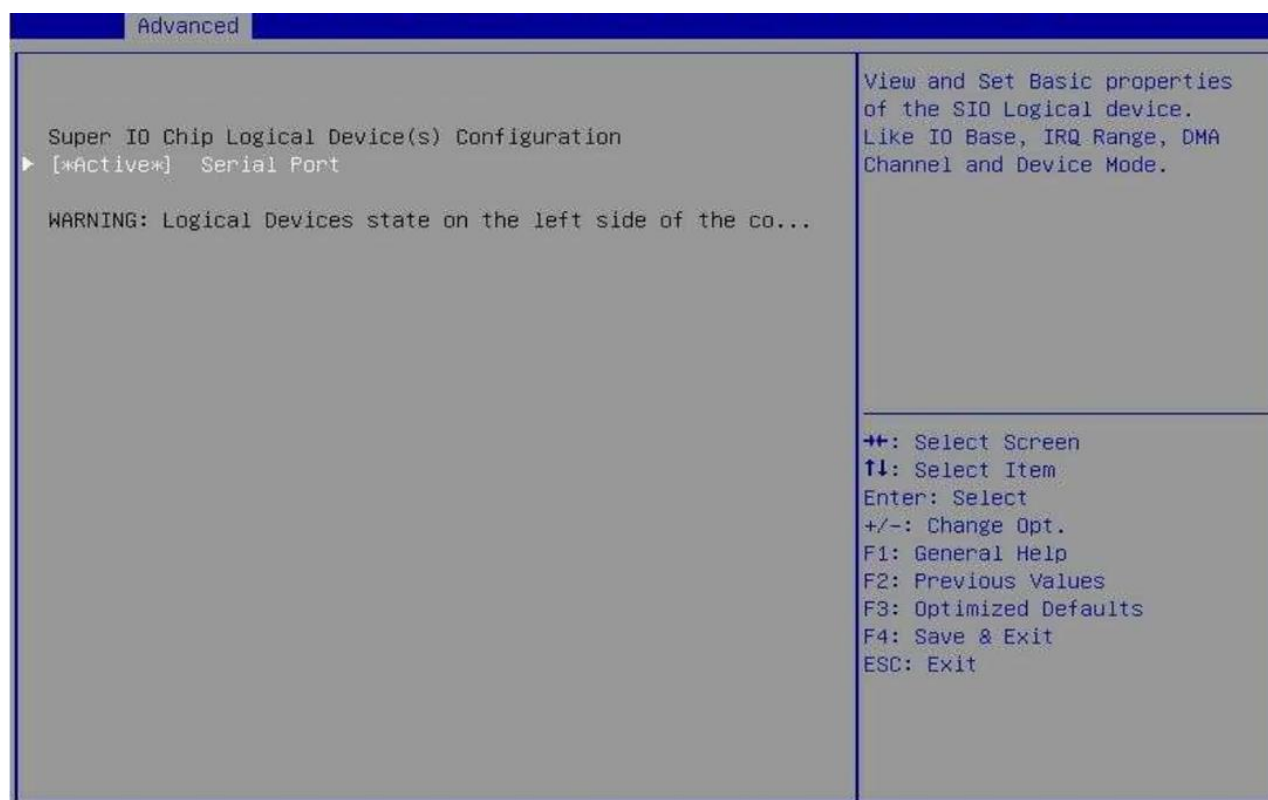 Advanced
Super IO Chip Logical Device(s) Configuration
[*Active*] Serial Port
WARNING: Logical Devices state on the left side of the co...
View and Set Basic properties
of the SIO Logical device.
Like IO Base, IRQ Range, DMA
Channel and Device Mode.
→←: Select Screen
↑↓: Select Item
Enter: Select
+/-: Change Opt.
F1: General Help
F2: Previous Values
F3: Optimized Defaults
F4: Save & Exit
ESC: Exit